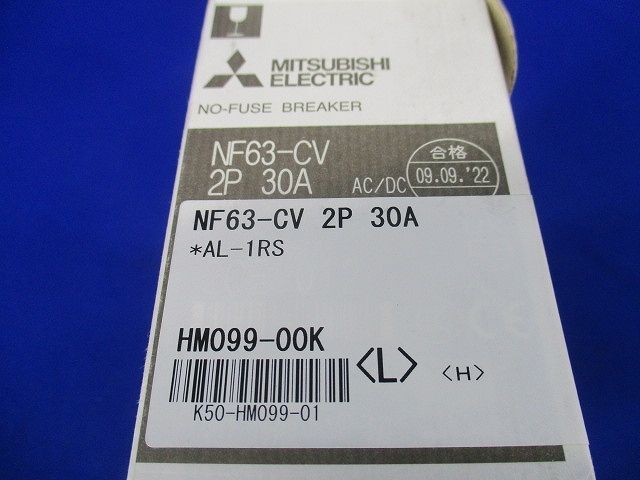 MITSUBISHI
ELECTRIC
NO-FUSE BREAKER
NF63-CV
2P 30A
AC/DC
合格
09.09.'22
NF63-CV 2P 30A
*AL-1RS
HM099-00K
<L>
<H>
K50-HM099-01